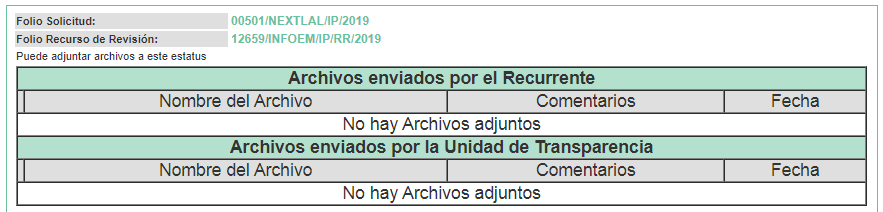 Folio Solicitud: 00501/NEXTLAL/IP/2019
Folio Recurso de Revisión: 12659/INFOEM/IP/RR/2019
Puede adjuntar archivos a este estatus
Archivos enviados por el Recurrente
Nombre del Archivo Comentarios Fecha
No hay Archivos adjuntos
Archivos enviados por la Unidad de Transparencia
Nombre del Archivo Comentarios Fecha
No hay Archivos adjuntos